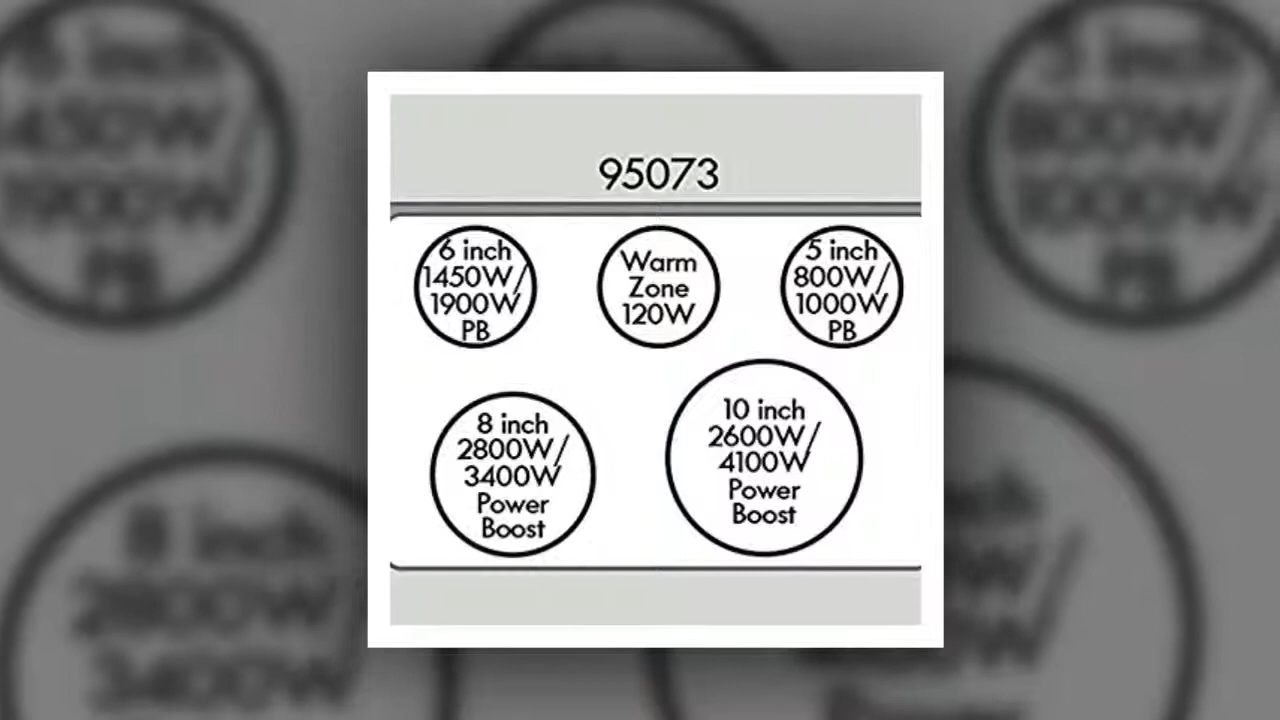 95073
6 inch
1450W/
1900W
PB
Warm
Zone
120W
5 inch
800W/
1000W
PB
8 inch
2800W/
3400W
Power
Boost
10 inch
2600W/
4100W
Power
Boost